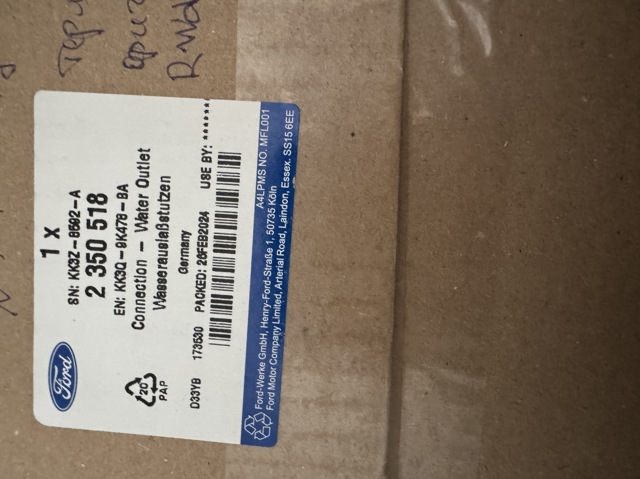 Ford
1 x
SN: KK3Z-8592-A
2 350 518
EN: KK3Q-9K478-BA
Connection - Water Outlet
Wasserauslaßstutzen
Germany
20
PAP
D33YB 173530 PACKED: 26FEB2024 USE BY: *******
A4LPMS NO. MFL001
Ford-Werke GmbH, Henry-Ford-Straße 1, 50735 Köln
Ford Motor Company Limited, Arterial Road, Laindon, Essex. SS15 6EE